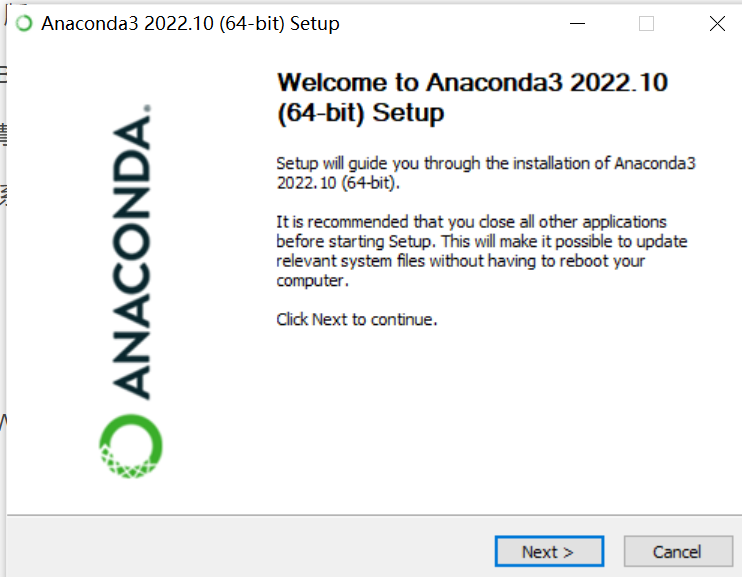 Anaconda3 2022.10 (64-bit) Setup
Welcome to Anaconda3 2022.10
(64-bit) Setup
Setup will guide you through the installation of Anaconda3
2022.10 (64-bit).
It is recommended that you close all other applications
before starting Setup. This will make it possible to update
relevant system files without having to reboot your
computer.
Click Next to continue.
ANACONDA.
Next >
Cancel